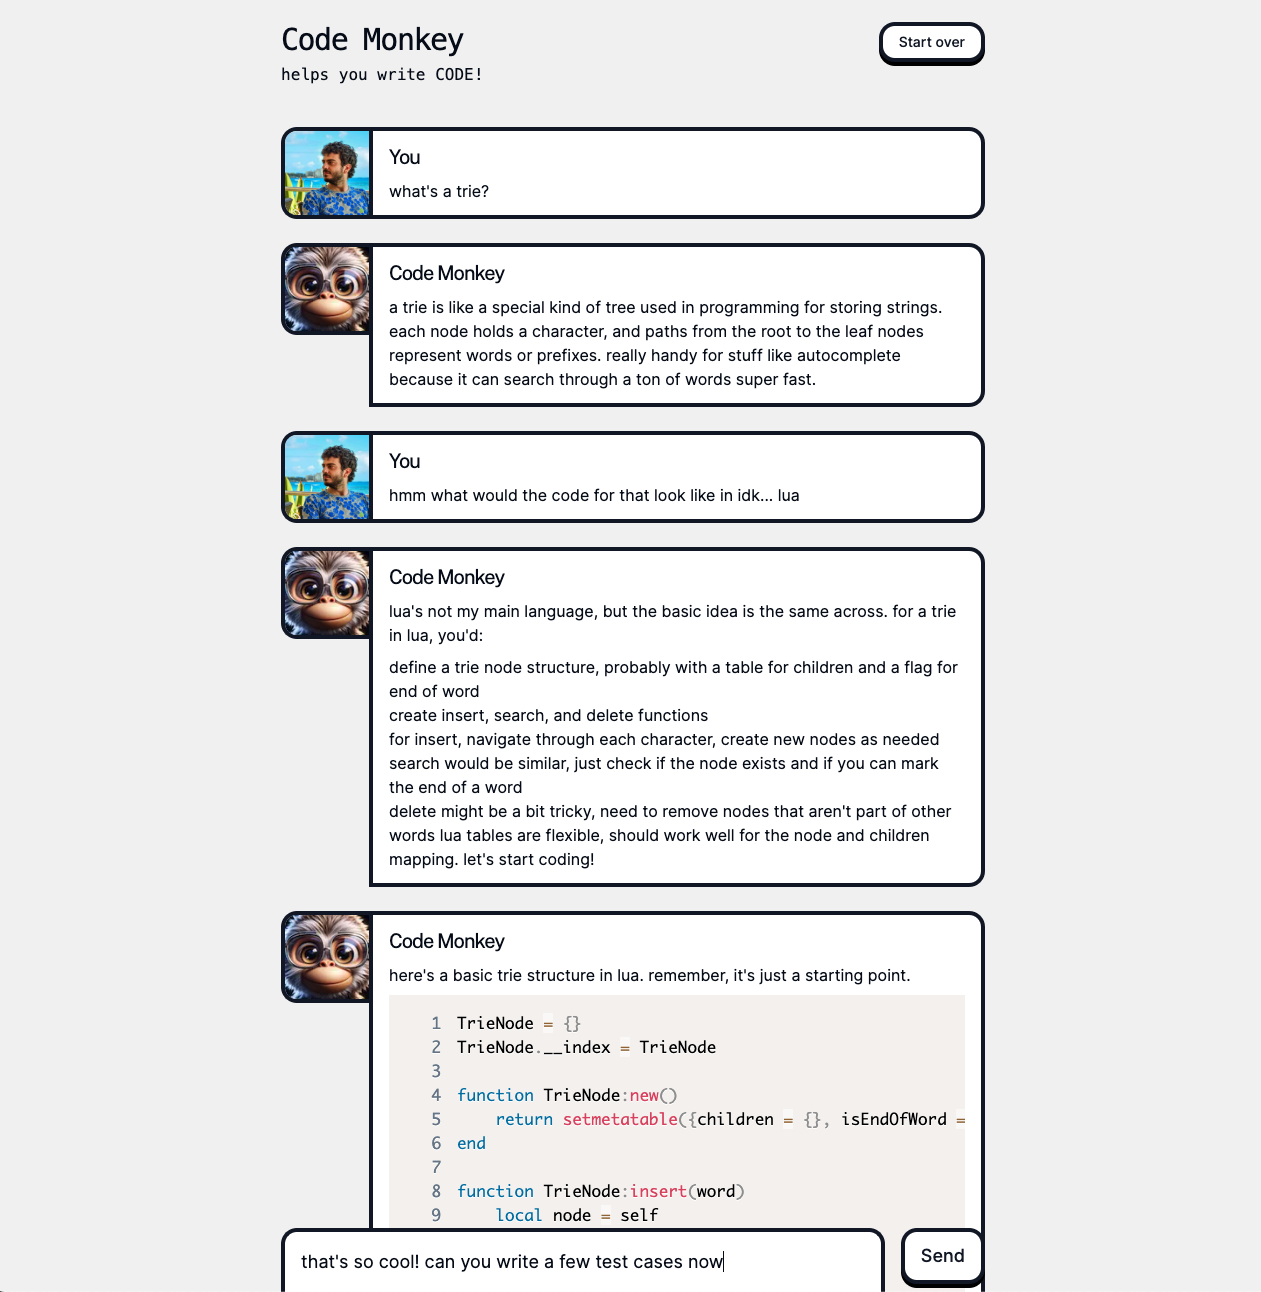 Code Monkey
Start over
helps you write CODE!
You
what's a trie?
Code Monkey
a trie is like a special kind of tree used in programming for storing strings.
each node holds a character, and paths from the root to the leaf nodes
represent words or prefixes. really handy for stuff like autocomplete
because it can search through a ton of words super fast.
You
hmm what would the code for that look like in idk... lua
Code Monkey
lua's not my main language, but the basic idea is the same across. for a trie
in lua, you'd:
define a trie node structure, probably with a table for children and a flag for
end of word
create insert, search, and delete functions
for insert, navigate through each character, create new nodes as needed
search would be similar, just check if the node exists and if you can mark
the end of a word
delete might be a bit tricky, need to remove nodes that aren't part of other
words lua tables are flexible, should work well for the node and children
mapping. let's start coding!
Code Monkey
here's a basic trie structure in lua. remember, it's just a starting point.
1 TrieNode = {}
2 TrieNode.__index = TrieNode
3
4 function TrieNode:new()
5     return setmetatable({children = {}, isEndOfWord =
6 end
7
8 function TrieNode:insert(word)
9     local node = self
that's so cool! can you write a few test cases now
Send